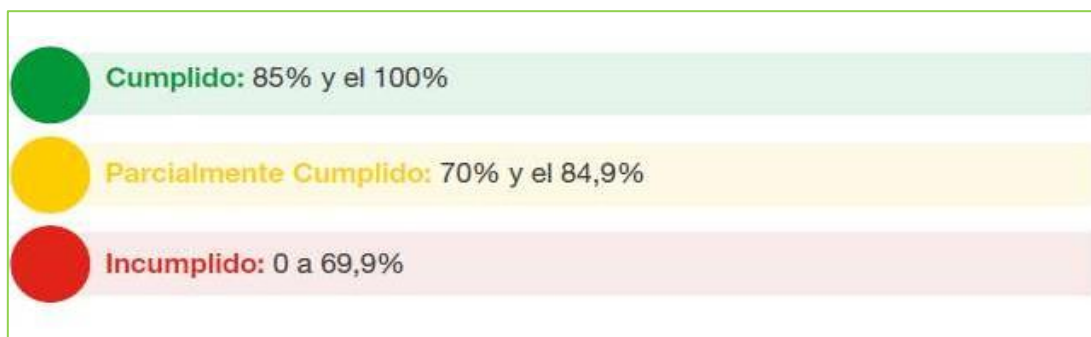 Cumplido: 85% y el 100%
Parcialmente Cumplido: 70% y el 84,9%
Incumplido: 0 a 69,9%